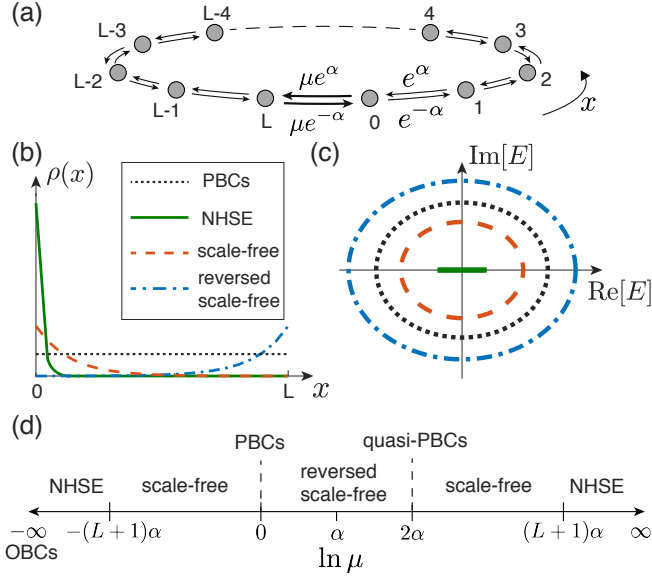 (a)
L-3 L-4 4 3
L-2 2
L-1 L 0 1
μe^α e^α
μe^{-α} e^{-α}
x
(b)
ρ(x)
PBCs
NHSE
scale-free
reversed
scale-free
0 L x
(c)
Im[E]
Re[E]
(d)
PBCs quasi-PBCs
NHSE scale-free reversed scale-free NHSE
scale-free
-∞ -(L+1)α 0 α 2α (L+1)α ∞
OBCs
ln μ